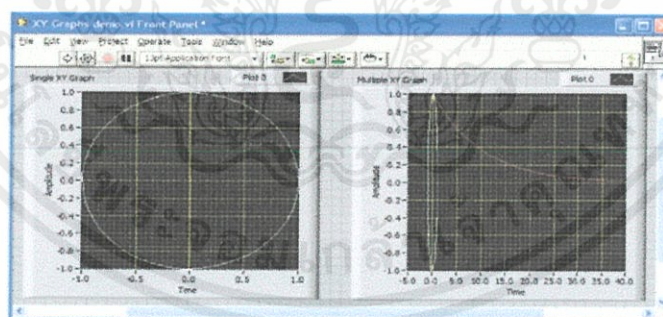 XY Graphs demo.vi Front Panel *
File Edit View Project Operate Tools Window Help
13pt Application Font
Single XY Graph Plot 0
Multiple XY Graph Plot 0
Amplitude
1.0
0.8
0.6
0.4
0.2
0.0
-0.2
-0.4
-0.6
-0.8
-1.0
-1.0 -0.5 0.0 0.5 1.0
Time
Amplitude
1.0
0.8
0.6
0.4
0.2
0.0
-0.2
-0.4
-0.6
-0.8
-1.0
-5.0 0.0 5.0 10.0 15.0 20.0 25.0 30.0 35.0 40.0
Time